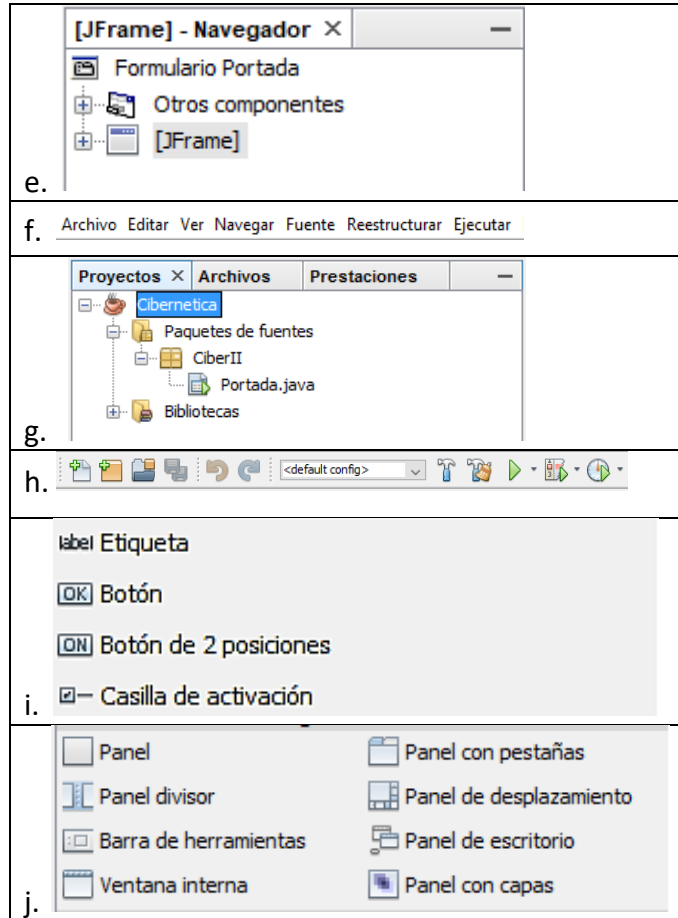 [JFrame] - Navegador ×
Formulario Portada
Otros componentes
[JFrame]
e.
f. Archivo Editar Ver Navegar Fuente Reestructurar Ejecutar
Proyectos × Archivos Prestaciones
Cibernetica
Paquetes de fuentes
CiberII
Portada.java
Bibliotecas
g.
h. <default config>
label Etiqueta
OK Botón
ON Botón de 2 posiciones
Casilla de activación
i.
Panel Panel con pestañas
Panel divisor Panel de desplazamiento
Barra de herramientas Panel de escritorio
Ventana interna Panel con capas
j.